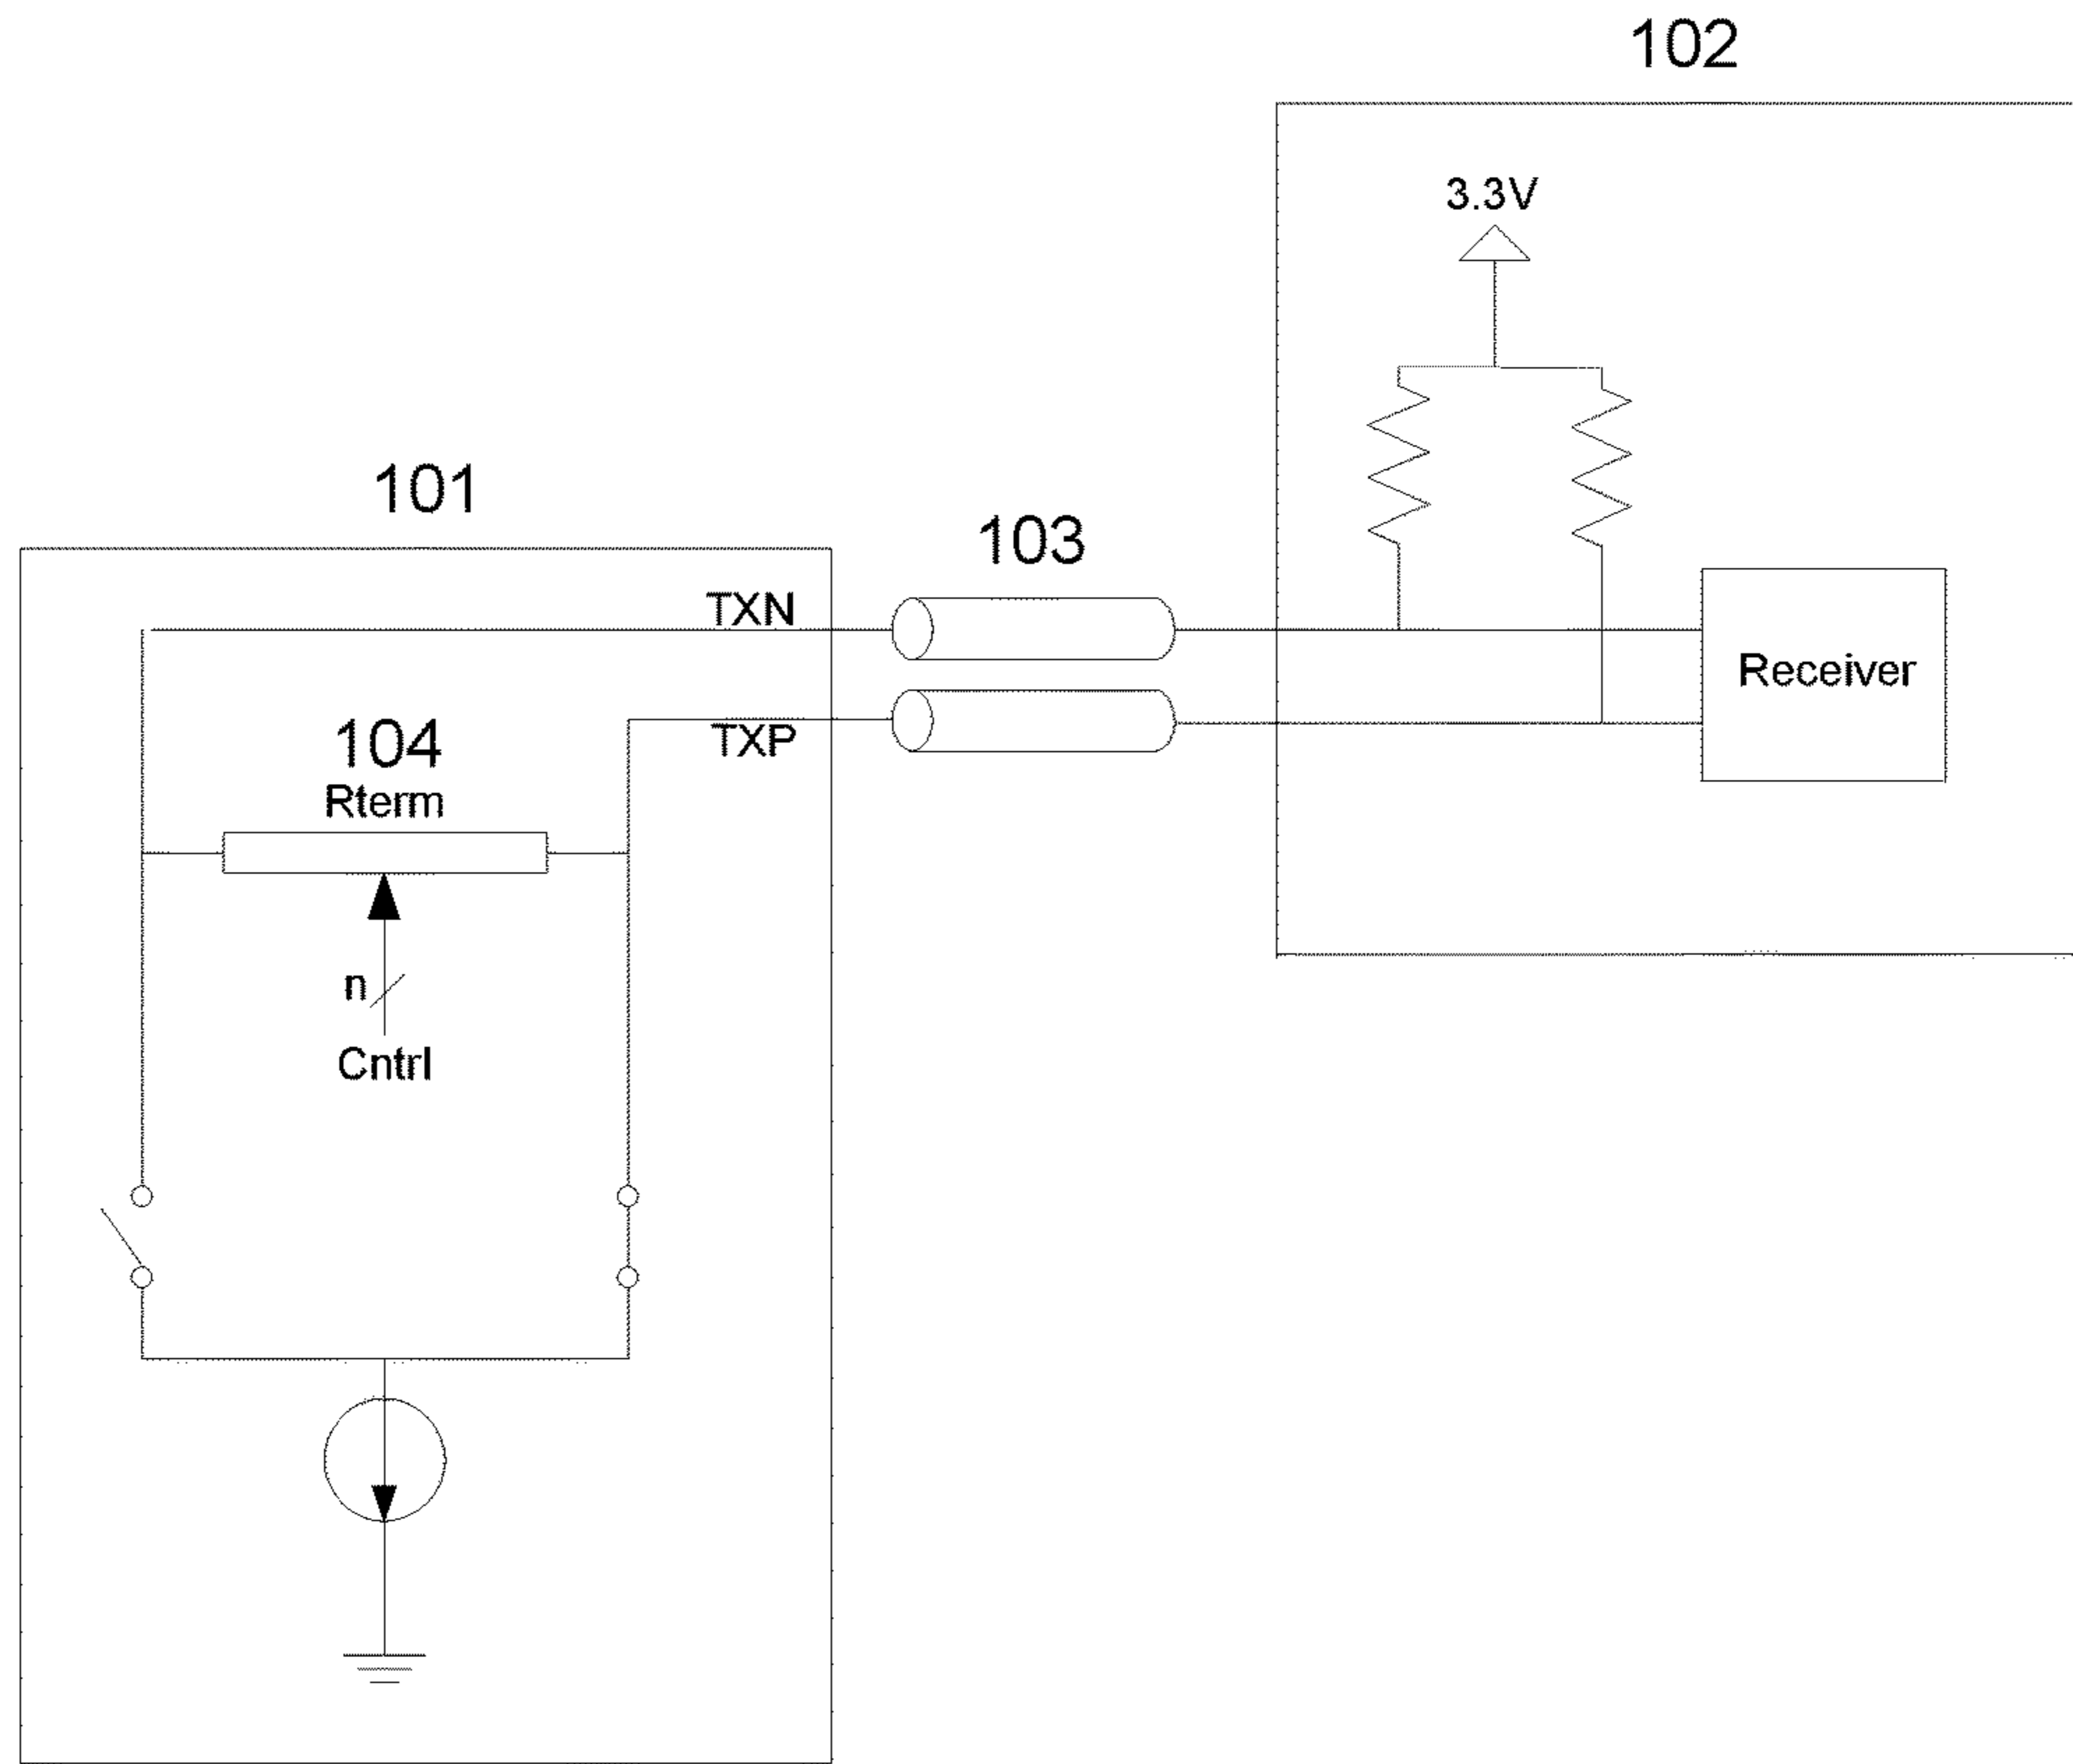 102
3.3V
101
103
TXN
Receiver
TXP
104
Rterm
n
Cntrl